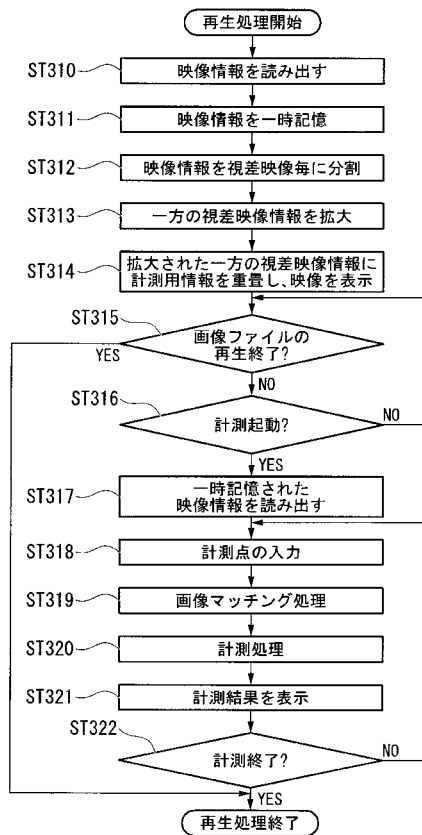 再生処理開始
ST310
映像情報を読み出す
ST311
映像情報を一時記憶
ST312
映像情報を視差映像毎に分割
ST313
一方の視差映像情報を拡大
ST314
拡大された一方の視差映像情報に
計測用情報を重畳し、映像を表示
ST315
画像ファイルの
再生終了?
YES
NO
ST316
計測起動?
NO
YES
ST317
一時記憶された
映像情報を読み出す
ST318
計測点の入力
ST319
画像マッチング処理
ST320
計測処理
ST321
計測結果を表示
ST322
計測終了?
NO
YES
再生処理終了